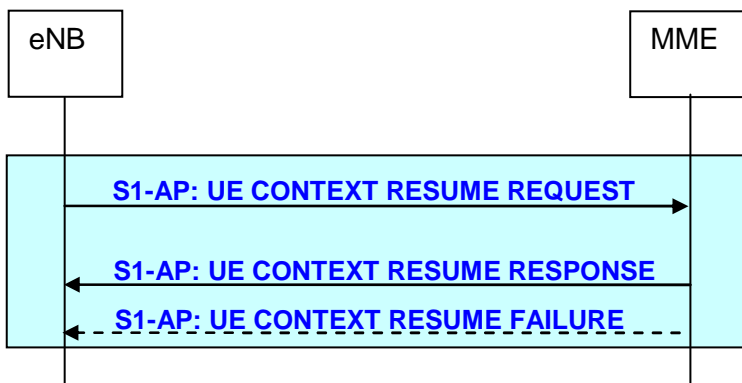 eNB
MME
S1-AP: UE CONTEXT RESUME REQUEST
S1-AP: UE CONTEXT RESUME RESPONSE
S1-AP: UE CONTEXT RESUME FAILURE